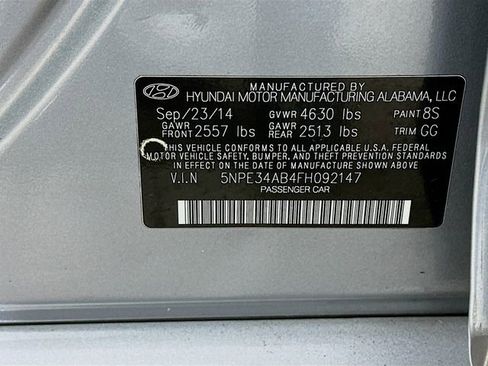 MANUFACTURED BY
HYUNDAI MOTOR MANUFACTURING ALABAMA, LLC
Sep/23/14 GVWR 4630 lbs PAINT 8S
GAWR FRONT 2557 lbs GAWR REAR 2513 lbs TRIM GG
THIS VEHICLE CONFORMS TO ALL APPLICABLE U.S.A FEDERAL
MOTOR VEHICLE SAFETY, BUMPER, AND THEFT PREVENTION
STANDARDS IN EFFECT ON THE DATE OF MANUFACTURE SHOWN ABOVE.
V.I.N 5NPE34AB4FH092147
PASSENGER CAR